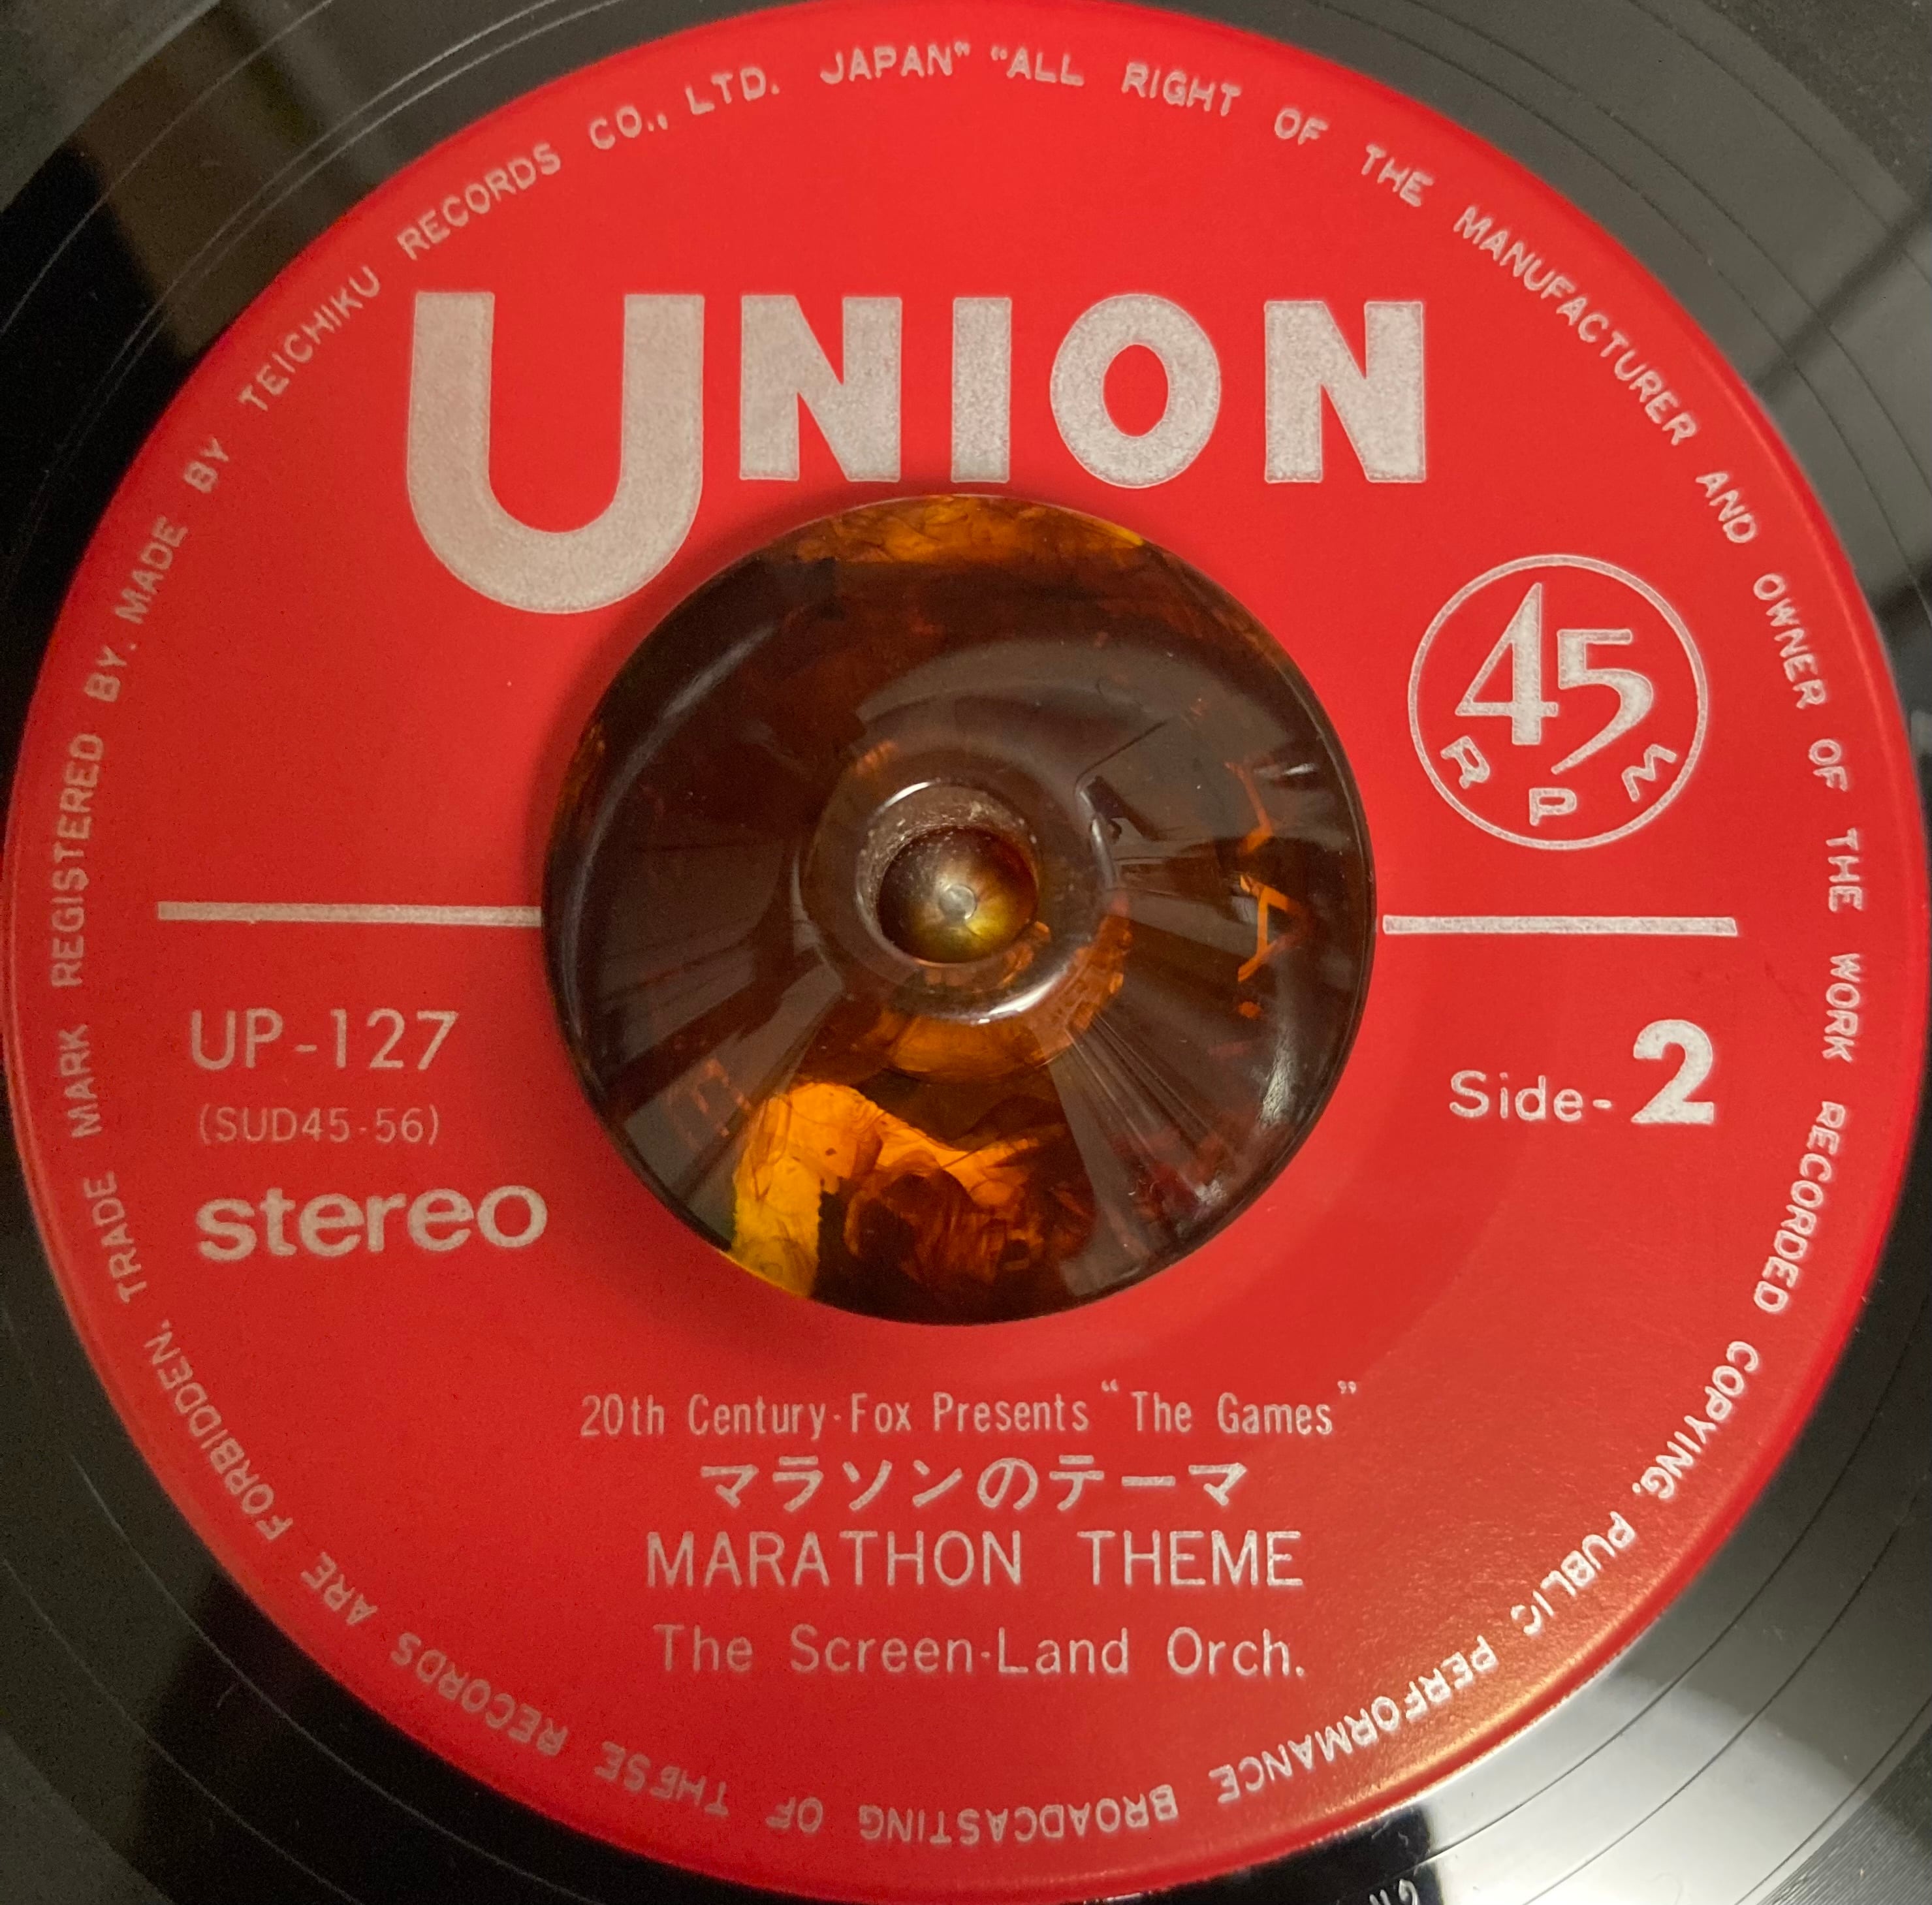 "ALL RIGHT OF THE MANUFACTURER AND OWNER OF THE WORK RECORDED COPYING. PUBLIC PERFORMANCE BROADCASTING OF THESE RECORDS ARE FORBIDDEN. TRADE MARK REGISTERED BY. MADE BY TEICHIKU RECORDS CO., LTD. JAPAN"
UNION
45
RPM
UP-127
(SUD45-56)
stereo
Side-2
20th Century-Fox Presents “The Games”
マラソンのテーマ
MARATHON THEME
The Screen-Land Orch.